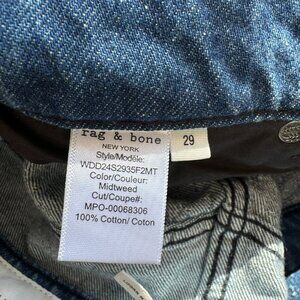 rag & bone
NEW YORK
29
Style/Modèle:
WDD24S2935F2MT
Color/Couleur:
Midtweed
Cut/Coupe#:
MPO-00068306
100% Cotton/ Coton